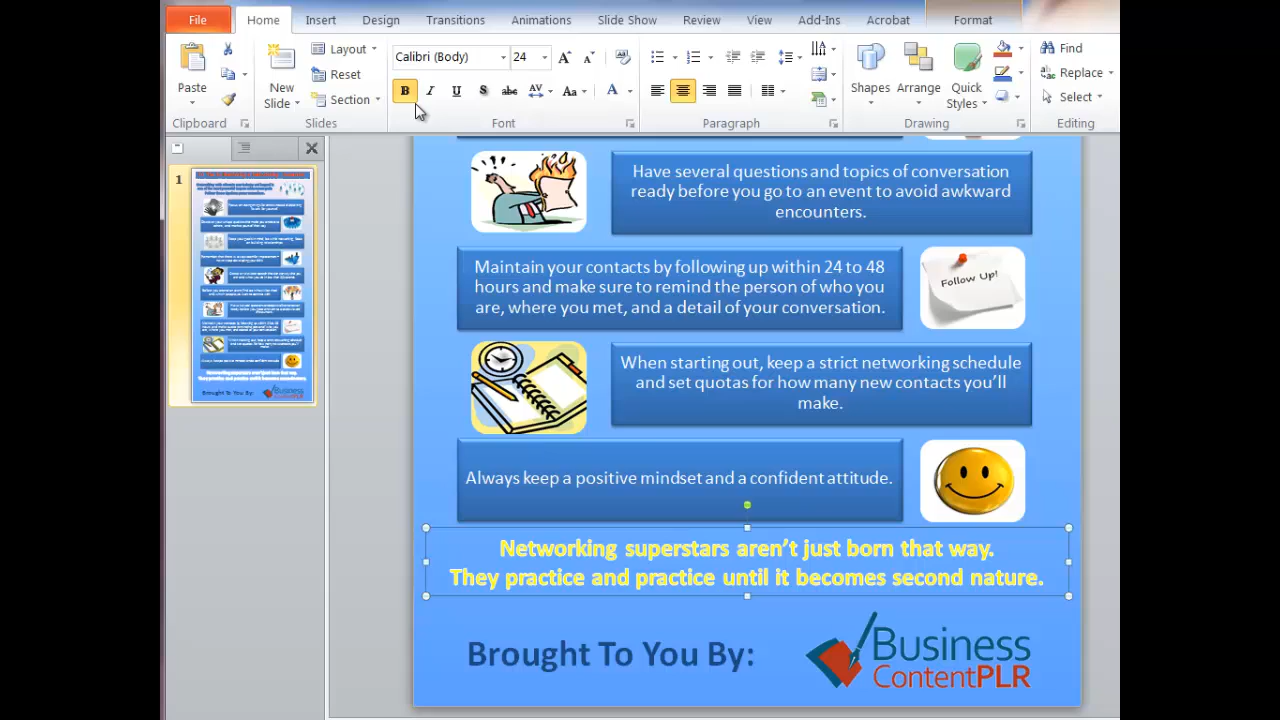 File Home Insert Design Transitions Animations Slide Show Review View Add-Ins Acrobat Format
Calibri (Body) 24
Layout
Reset
Section
Paste
New
Slide
B I U S abc AV Aa A
Shapes Arrange Quick
Styles
Find
Replace
Select
Clipboard Slides Font Paragraph Drawing Editing
1
Have several questions and topics of conversation
ready before you go to an event to avoid awkward
encounters.
Maintain your contacts by following up within 24 to 48
hours and make sure to remind the person of who you
are, where you met, and a detail of your conversation.
Follow Up!
When starting out, keep a strict networking schedule
and set quotas for how many new contacts you'll
make.
Always keep a positive mindset and a confident attitude.
Networking superstars aren't just born that way.
They practice and practice until it becomes second nature.
Brought To You By:
Business
ContentPLR